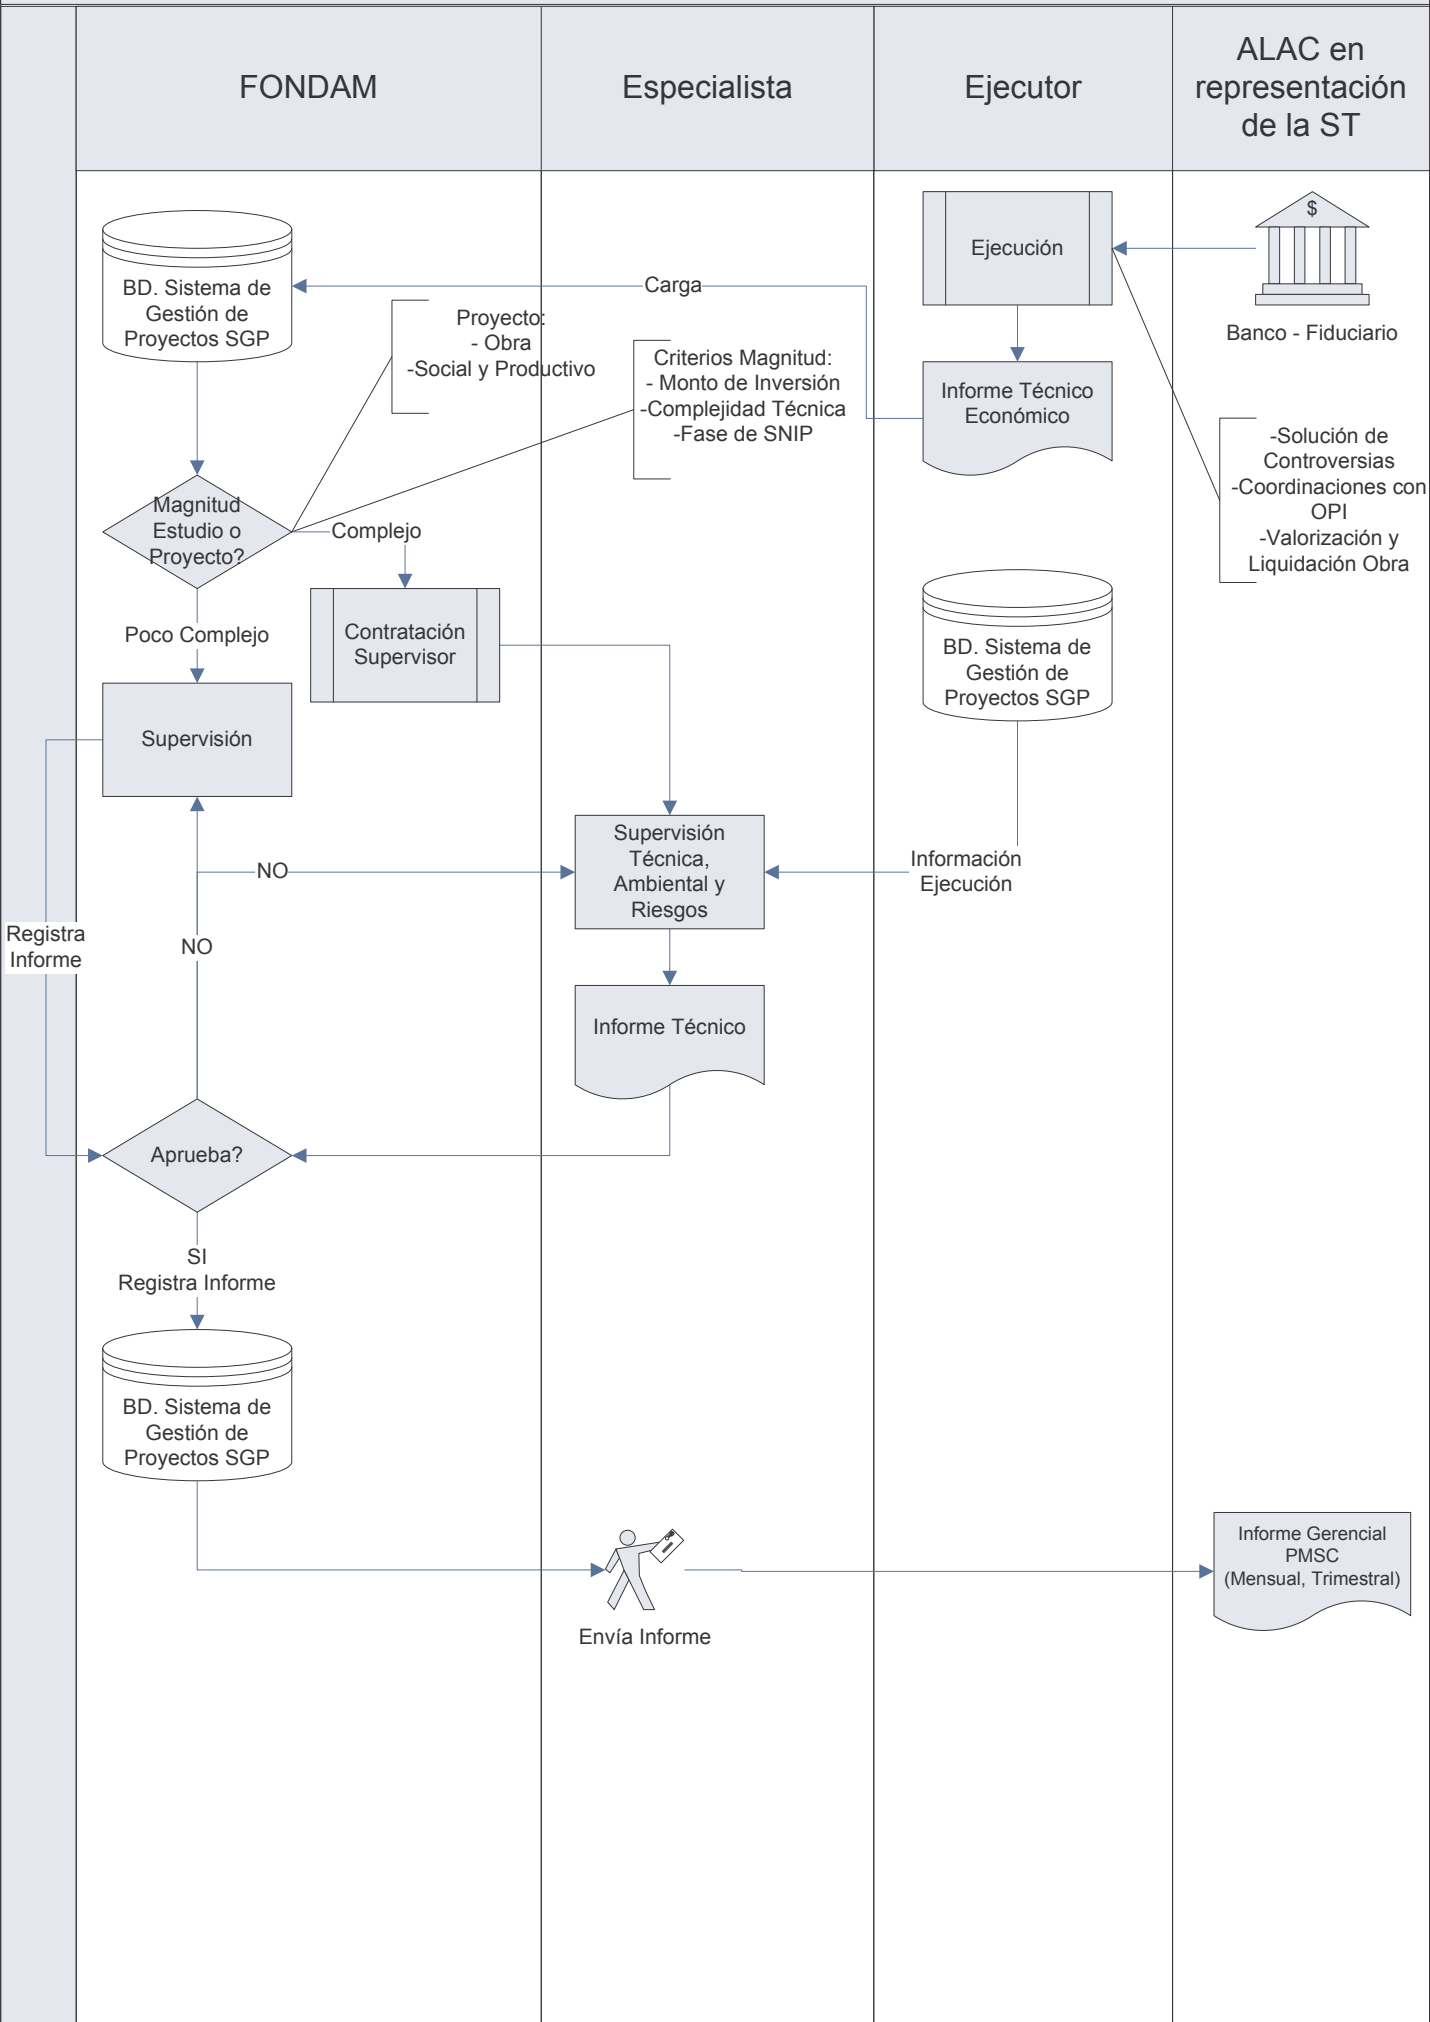 FONDAM
Especialista
Ejecutor
ALAC en
representación
de la ST
$
Banco - Fiduciario
Ejecución
BD. Sistema de
Gestión de
Proyectos SGP
Carga
Proyecto:
- Obra
-Social y Productivo
Criterios Magnitud:
- Monto de Inversión
-Complejidad Técnica
-Fase de SNIP
Informe Técnico
Económico
-Solución de
Controversias
-Coordinaciones con
OPI
-Valorización y
Liquidación Obra
Magnitud
Estudio o
Proyecto?
Complejo
Poco Complejo
Contratación
Supervisor
BD. Sistema de
Gestión de
Proyectos SGP
Supervisión
Supervisión
Técnica,
Ambiental y
Riesgos
Información
Ejecución
NO
NO
Registra
Informe
Informe Técnico
Aprueba?
SI
Registra Informe
BD. Sistema de
Gestión de
Proyectos SGP
Envía Informe
Informe Gerencial
PMSC
(Mensual, Trimestral)